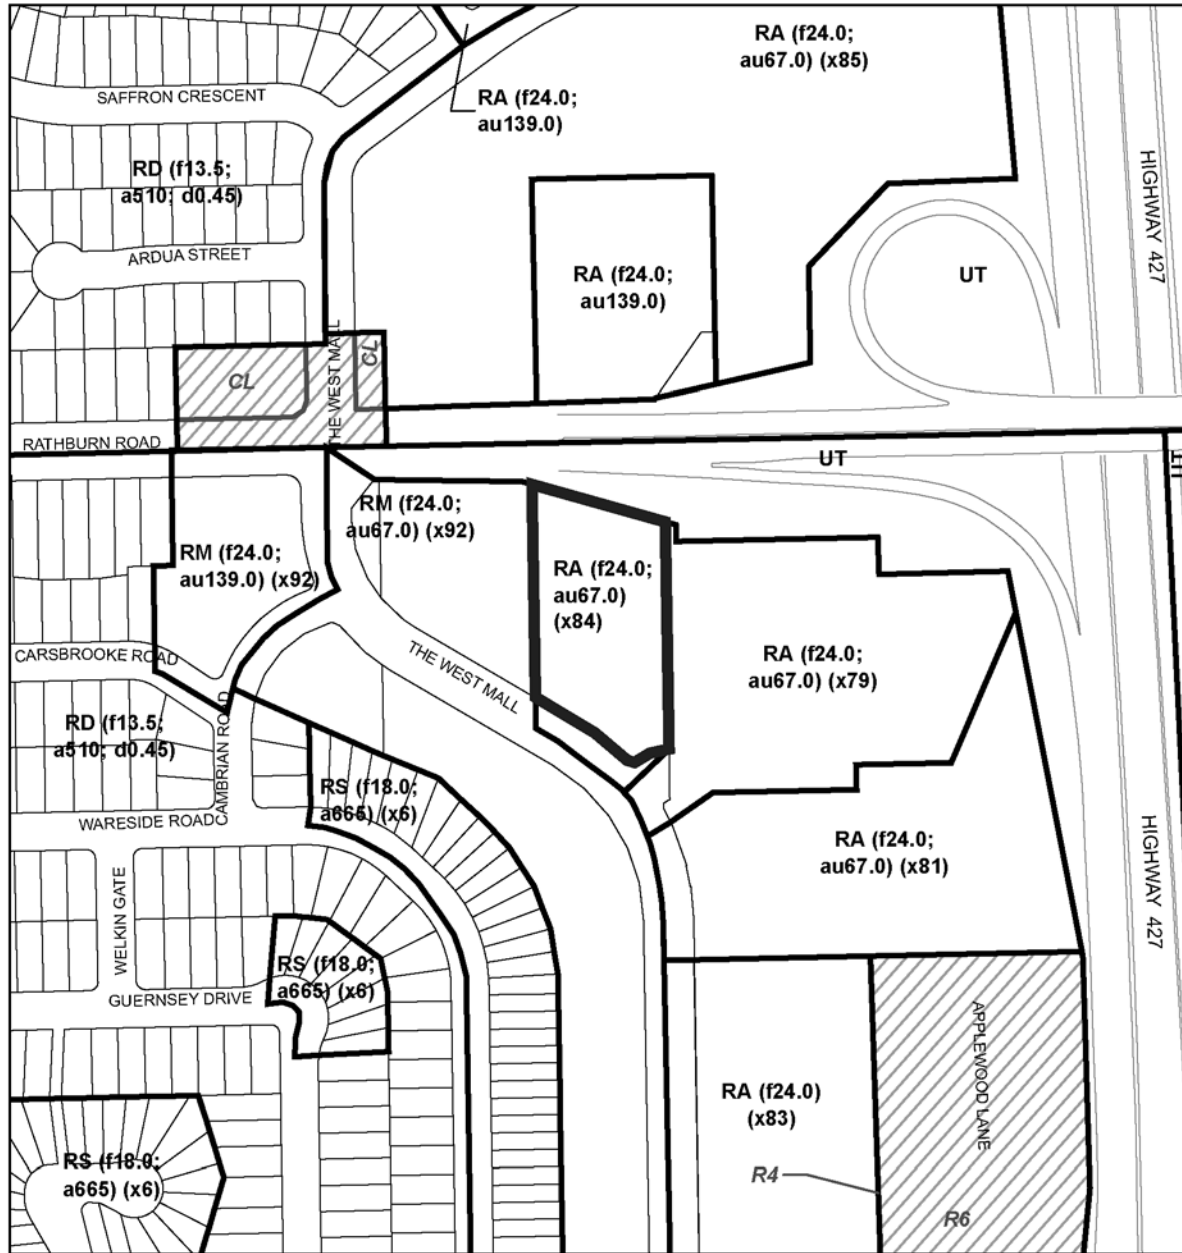 RA (f24.0;
au67.0) (x85)
SAFFRON CRESCENT
RA (f24.0;
au139.0)
RD (f13.5;
a510; d0.45)
HIGHWAY 427
ARDUA STREET
RA (f24.0;
au139.0)
UT
CL
THE WEST MALL
CL
RATHBURN ROAD
UT
RM (f24.0;
au67.0) (x92)
RM (f24.0;
au139.0) (x92)
RA (f24.0;
au67.0)
(x84)
CARSBROOKE ROAD
THE WEST MALL
RA (f24.0;
au67.0) (x79)
RD (f13.5;
a510; d0.45)
CAMBRIAN ROAD
RS (f18.0;
a665) (x6)
WARESIDE ROAD
RA (f24.0;
au67.0) (x81)
HIGHWAY 427
WELKIN GATE
RS (f18.0;
a665) (x6)
GUERNSEY DRIVE
APPLEWOOD LANE
RA (f24.0)
(x83)
RS (f18.0;
a665) (x6)
R4
R6